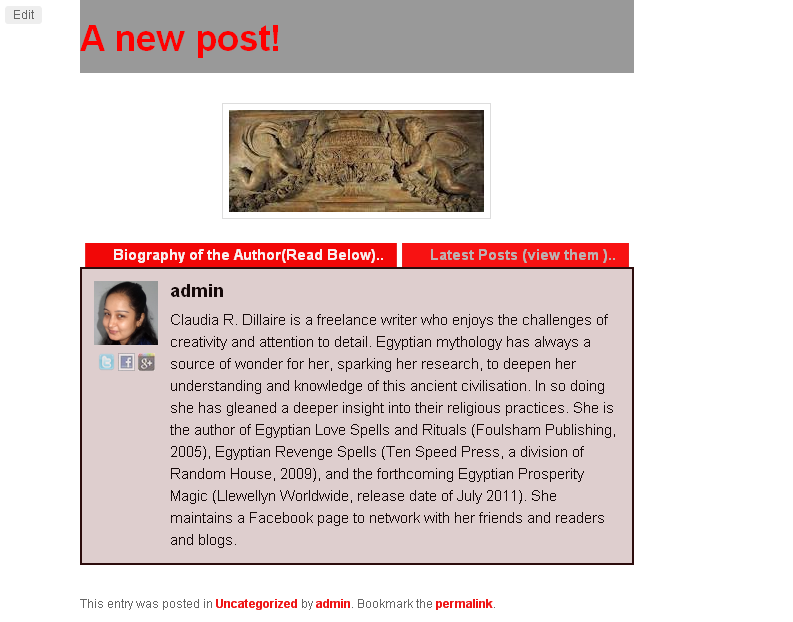 Edit
A new post!
Biography of the Author(Read Below)..
Latest Posts (view them )..
admin
Claudia R. Dillaire is a freelance writer who enjoys the challenges of
creativity and attention to detail. Egyptian mythology has always a
source of wonder for her, sparking her research, to deepen her
understanding and knowledge of this ancient civilisation. In so doing
she has gleaned a deeper insight into their religious practices. She is
the author of Egyptian Love Spells and Rituals (Foulsham Publishing,
2005), Egyptian Revenge Spells (Ten Speed Press, a division of
Random House, 2009), and the forthcoming Egyptian Prosperity
Magic (Llewellyn Worldwide, release date of July 2011). She
maintains a Facebook page to network with her friends and readers
and blogs.
This entry was posted in Uncategorized by admin. Bookmark the permalink.